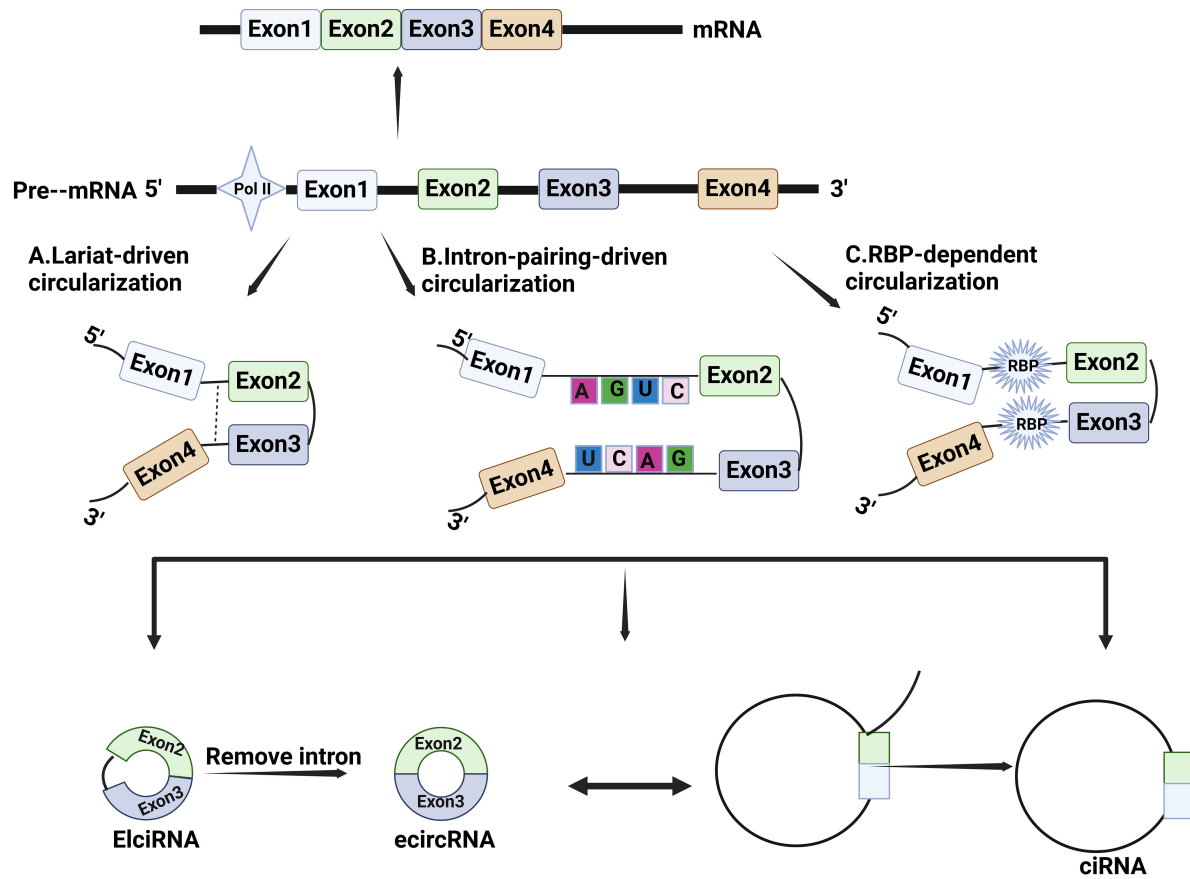 Exon1 Exon2 Exon3 Exon4 mRNA
Pre--mRNA 5' Pol II Exon1 Exon2 Exon3 Exon4 3'
A.Lariat-driven
circularization
B.Intron-pairing-driven
circularization
C.RBP-dependent
circularization
5'
Exon1
Exon2
Exon3
Exon4
3'
5'
Exon1
Exon2
A G U C
U C A G
Exon3
Exon4
3'
5'
Exon1
RBP
Exon2
RBP
Exon3
Exon4
3'
Exon2
Exon3
ElciRNA
Remove intron
Exon2
Exon3
ecircRNA
ciRNA